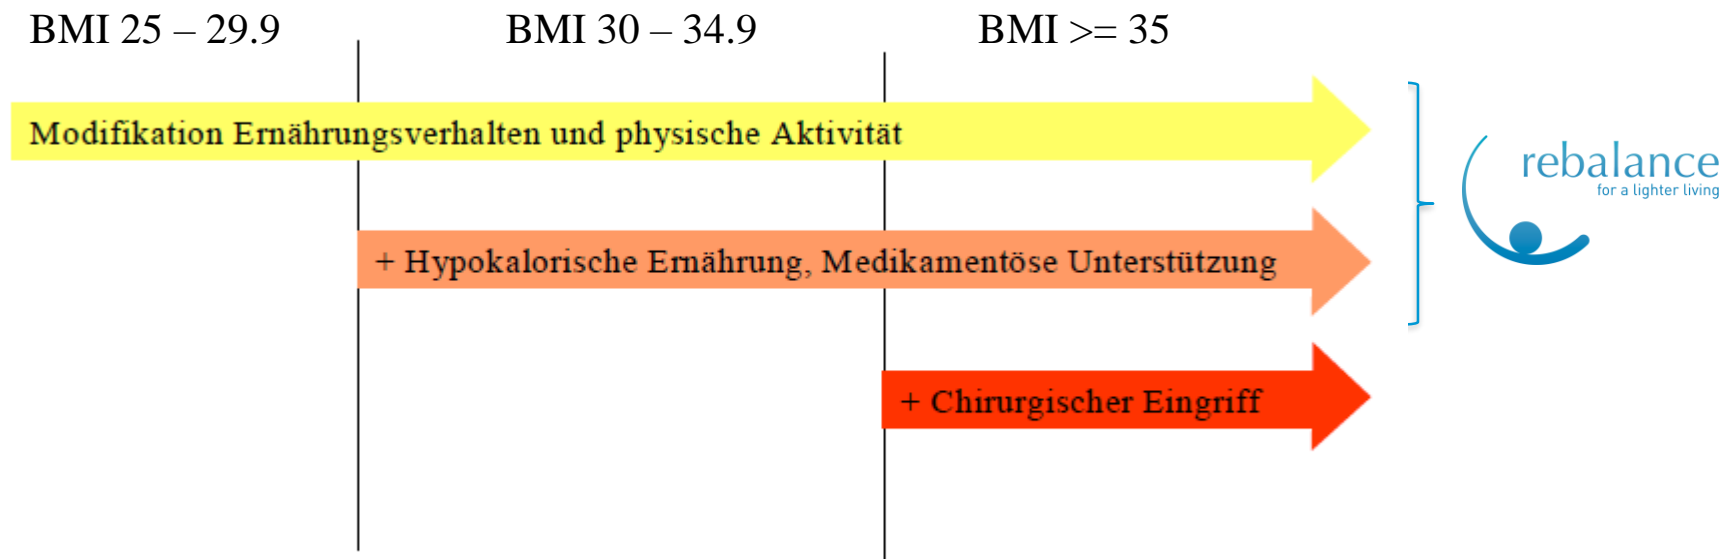 BMI 25 – 29.9 BMI 30 – 34.9 BMI >= 35
Modifikation Ernährungsverhalten und physische Aktivität
rebalance
for a lighter living
+ Hypokalorische Ernährung, Medikamentöse Unterstützung
+ Chirurgischer Eingriff